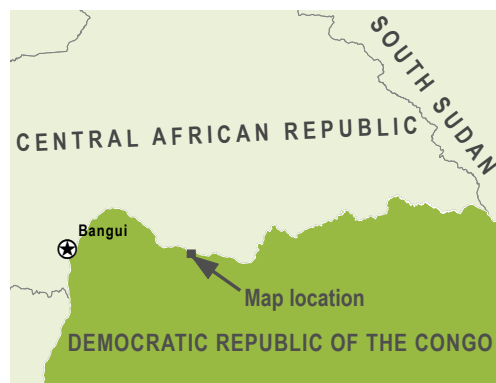 SOUTH SUDAN
CENTRAL AFRICAN REPUBLIC
Bangui
Map location
DEMOCRATIC REPUBLIC OF THE CONGO